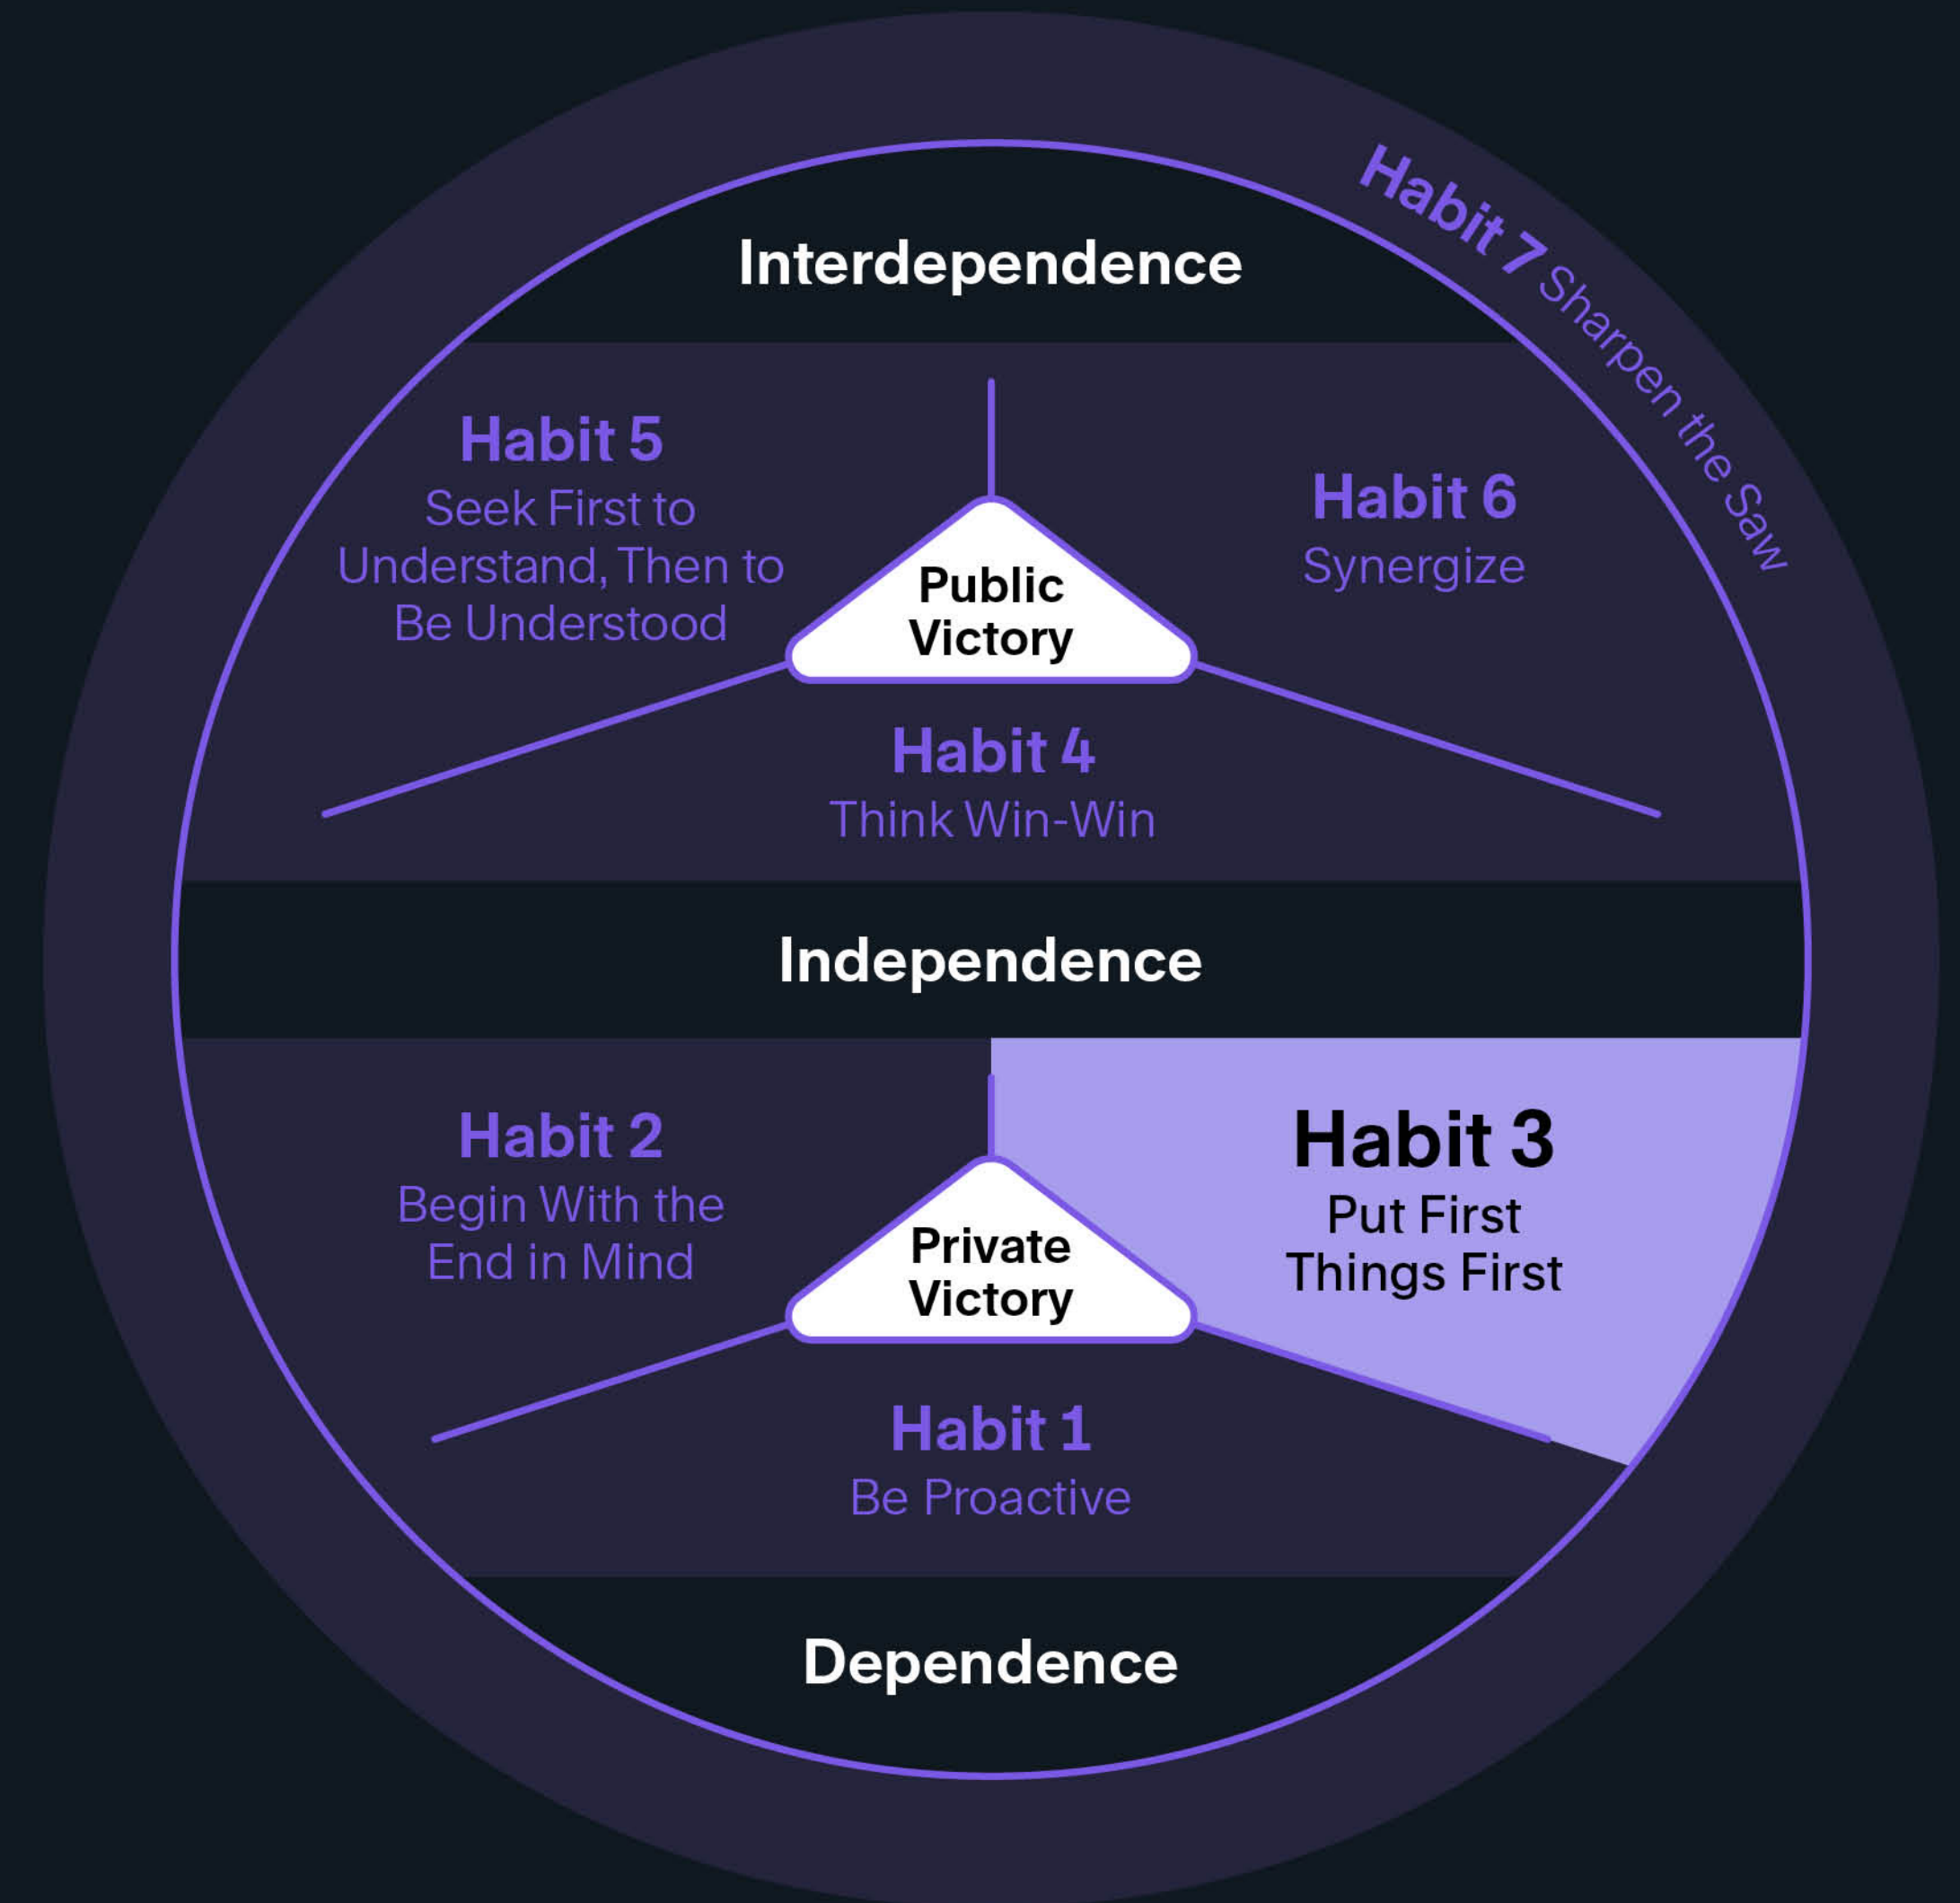 Interdependence
Habit 7 Sharpen the Saw
Habit 5
Seek First to
Understand, Then to
Be Understood
Habit 6
Synergize
Public
Victory
Habit 4
Think Win-Win
Independence
Habit 2
Begin With the
End in Mind
Habit 3
Put First
Things First
Private
Victory
Habit 1
Be Proactive
Dependence